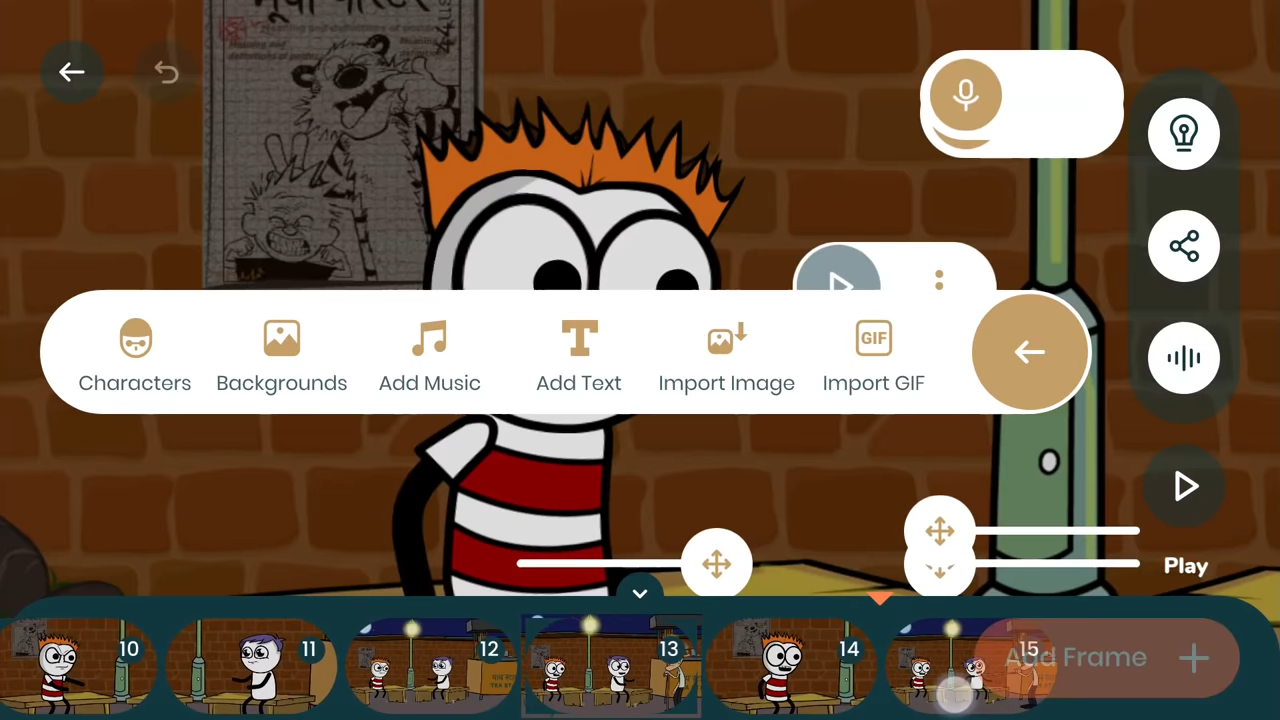 मूवी पोस्टर
Characters
Backgrounds
Add Music
Add Text
Import Image
GIF
Import GIF
Play
10
11
12
13
14
15
Add Frame